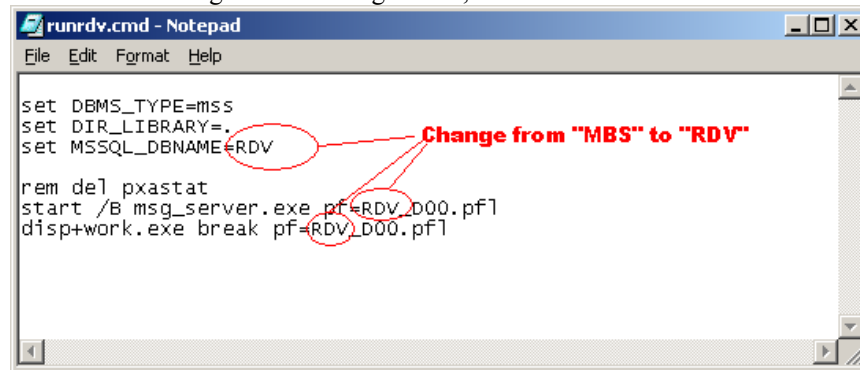 runrdv.cmd - Notepad
File Edit Format Help
set DBMS_TYPE=mss
set DIR_LIBRARY=.
set MSSQL_DBNAME=RDV
Change from "MBS" to "RDV"
rem del pxastat
start /B msg_server.exe pf=RDV_D00.pfl
disp+work.exe break pf=RDV_D00.pfl